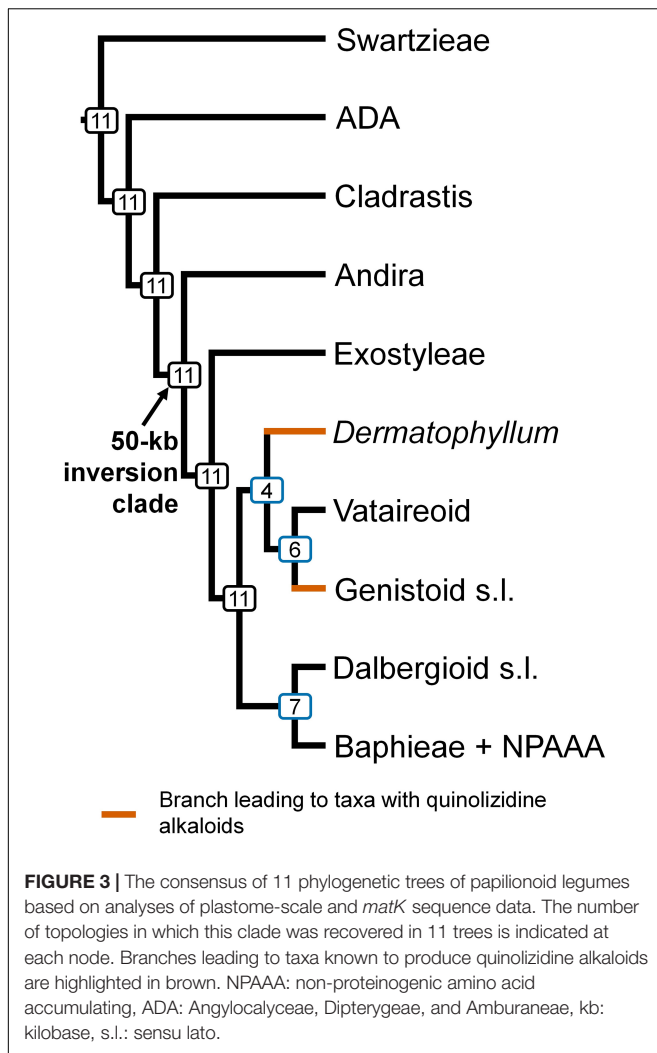 Swartzieae
11
ADA
11
Cladrastis
11
Andira
11
50-kb
inversion
clade
Exostyleae
11
Dermatophyllum
4
Vataireoid
6
Genistoid s.l.
11
Dalbergioid s.l.
7
Baphieae + NPAAA
Branch leading to taxa with quinolizidine
alkaloids
FIGURE 3 | The consensus of 11 phylogenetic trees of papilionoid legumes
based on analyses of plastome-scale and matK sequence data. The number
of topologies in which this clade was recovered in 11 trees is indicated at
each node. Branches leading to taxa known to produce quinolizidine alkaloids
are highlighted in brown. NPAAA: non-proteinogenic amino acid
accumulating, ADA: Angylocalyceae, Dipterygeae, and Amburaneae, kb:
kilobase, s.l.: sensu lato.